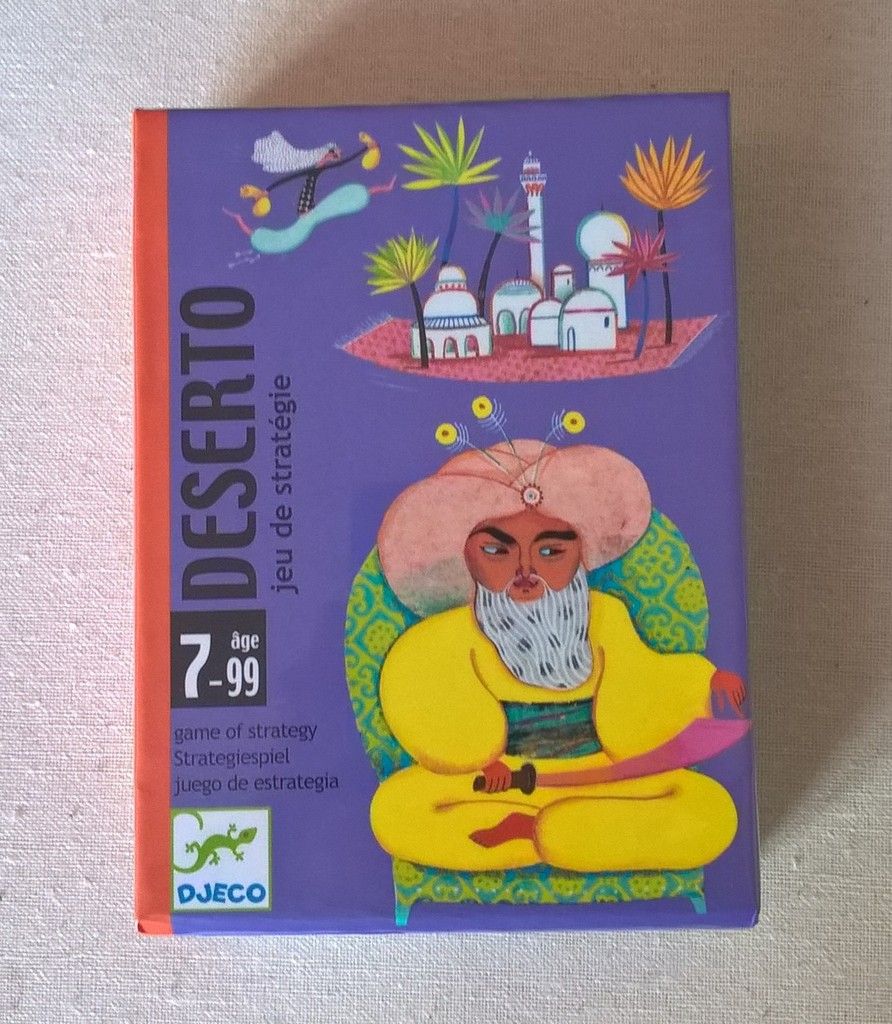 DESERTO
jeu de stratégie
âge
7-99
game of strategy
Strategiespiel
juego de estrategia
DJECO